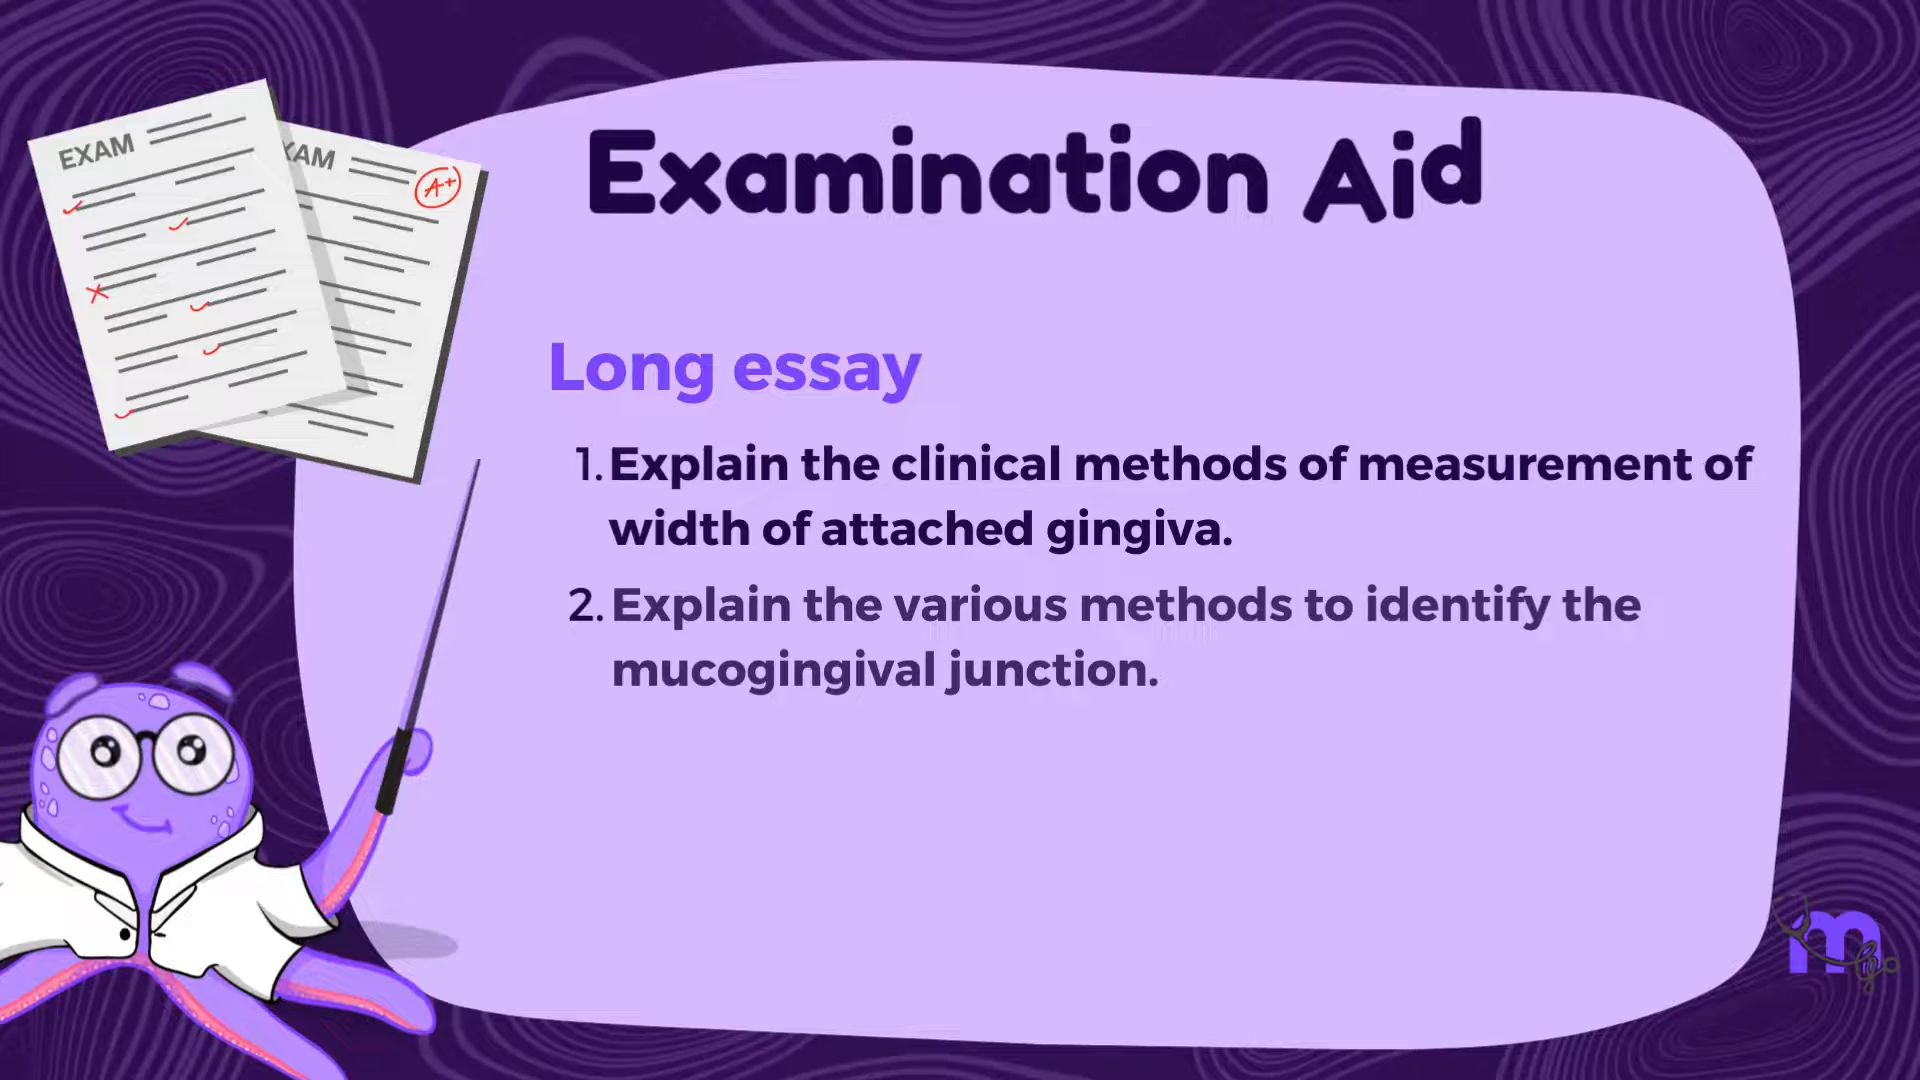 EXAM
XAM
A+
Examination Aid
Long essay
1. Explain the clinical methods of measurement of
width of attached gingiva.
2. Explain the various methods to identify the
mucogingival junction.
m
go